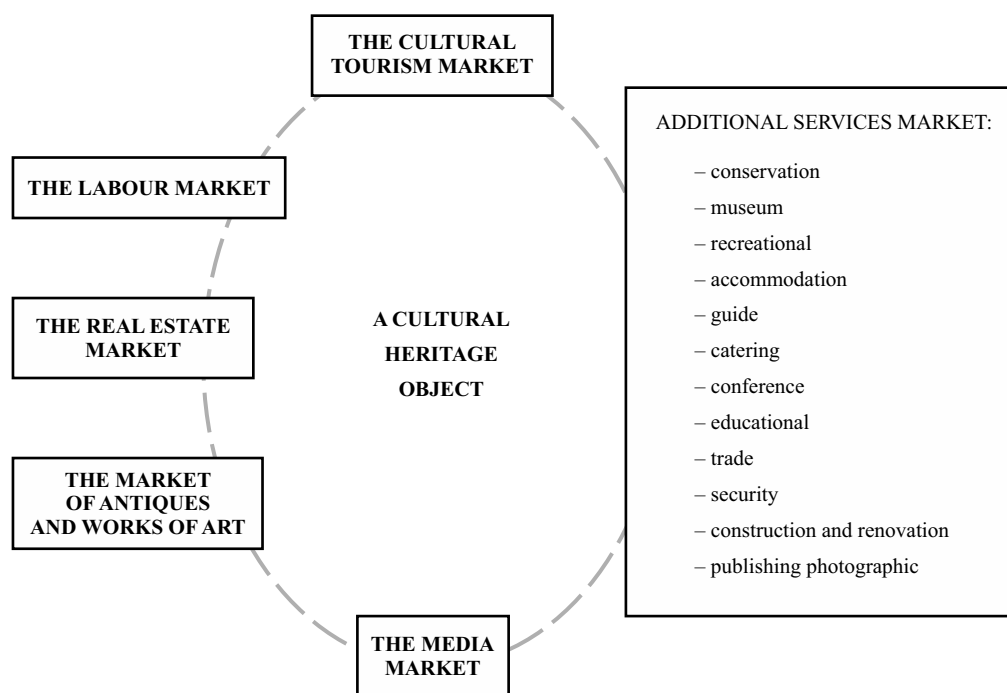 THE CULTURAL
TOURISM MARKET
THE LABOUR MARKET
THE REAL ESTATE
MARKET
THE MARKET
OF ANTIQUES
AND WORKS OF ART
THE MEDIA
MARKET
A CULTURAL
HERITAGE
OBJECT
ADDITIONAL SERVICES MARKET:
– conservation
– museum
– recreational
– accommodation
– guide
– catering
– conference
– educational
– trade
– security
– construction and renovation
– publishing photographic